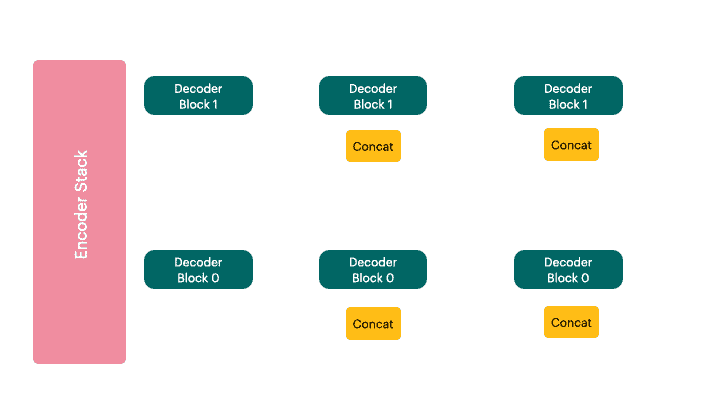 Encoder Stack
Decoder
Block 1
Decoder
Block 1
Decoder
Block 1
Concat
Concat
Decoder
Block 0
Decoder
Block 0
Decoder
Block 0
Concat
Concat